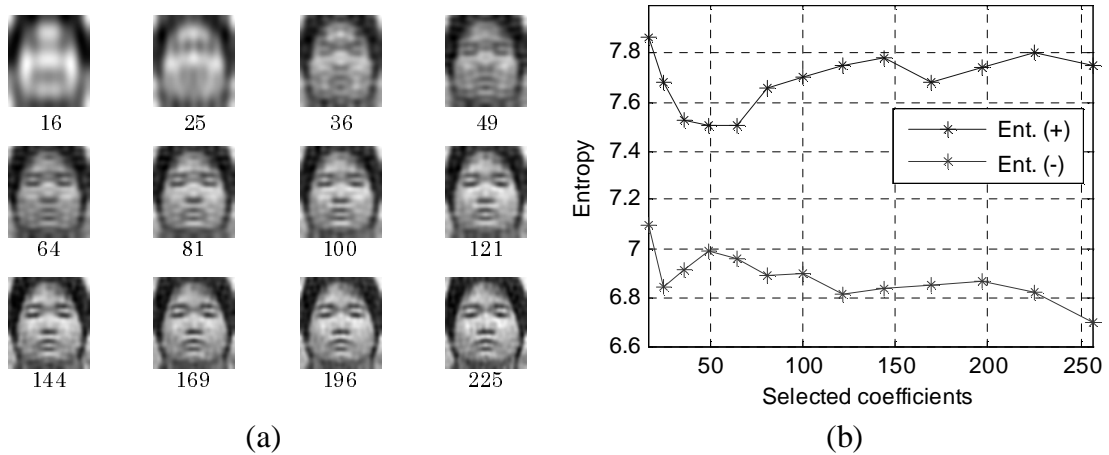 16 25 36 49
64 81 100 121
144 169 196 225
(a)
7.8
7.6
7.4
7.2
7
6.8
6.6
Entropy
Ent. (+)
Ent. (-)
50 100 150 200 250
Selected coefficients
(b)